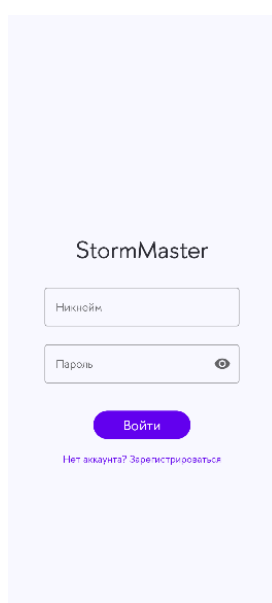 StormMaster
Никнейм
Пароль
Войти
Нет аккаунта? Зарегистрироваться